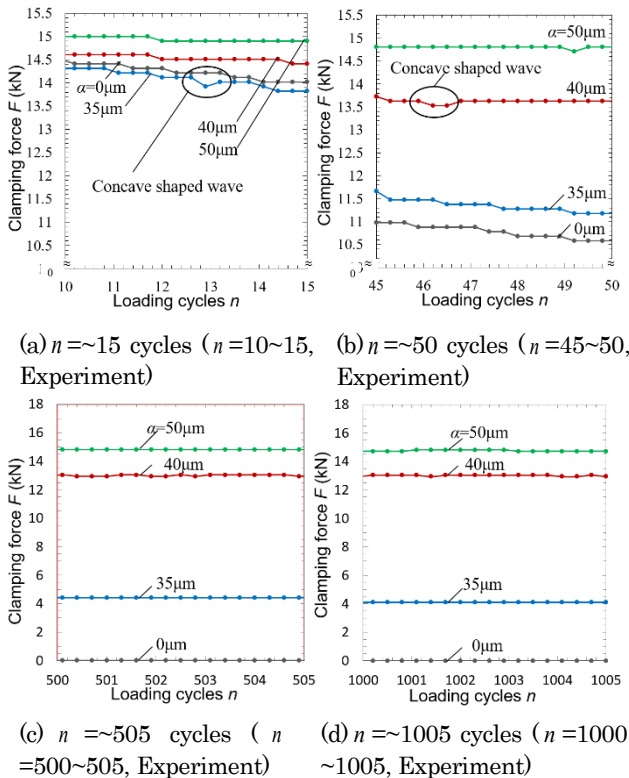 15.5
15
14.5
14
13.5
13
12.5
12
11.5
11
10.5
0
≈
≈
Clamping force F (kN)
α=0μm
35μm
40μm
50μm
Concave shaped wave
10 11 12 13 14 15
Loading cycles n
(a) n=~15 cycles (n=10~15,
Experiment)
15.5
15
14.5
14
13.5
13
12.5
12
11.5
11
10.5
0
≈
≈
Clamping force F (kN)
α=50μm
Concave shaped wave
40μm
35μm
0μm
45 46 47 48 49 50
Loading cycles n
(b) n=~50 cycles (n=45~50,
Experiment)
18
16
14
12
10
8
6
4
2
0
Clamping force F (kN)
α=50μm
40μm
35μm
0μm
500 501 502 503 504 505
Loading cycles n
(c) n =~505 cycles ( n
=500~505, Experiment)
18
16
14
12
10
8
6
4
2
0
Clamping force F (kN)
α=50μm
40μm
35μm
0μm
1000 1001 1002 1003 1004 1005
Loading cycles n
(d) n=~1005 cycles (n=1000
~1005, Experiment)